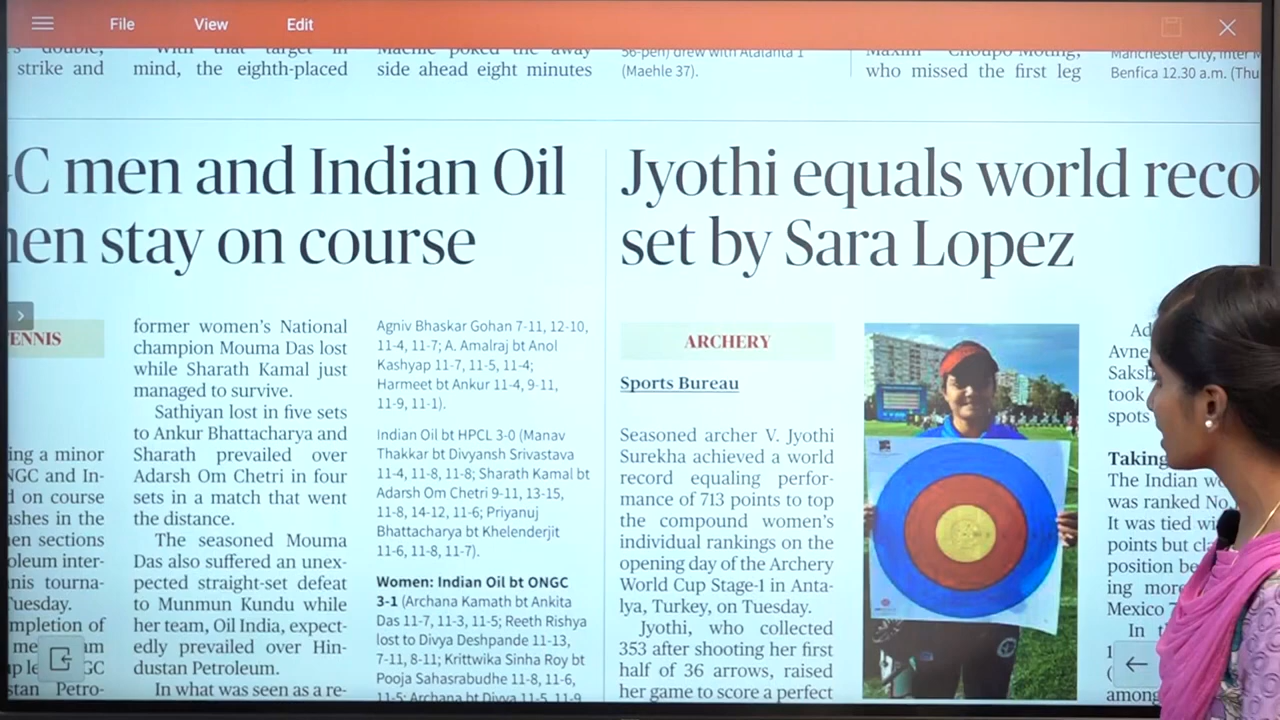 File View Edit
strike and
mind, the eighth-placed
side ahead eight minutes
(Maehle 37).
who missed the first leg
Benfica 12.30 a.m. (Thu
C men and Indian Oil
en stay on course
ENNIS
ing a minor
NGC and In-
d on course
shes in the
en sections
oleum inter-
nis tourna-
Tuesday.
mpletion of
former women's National
champion Mouma Das lost
while Sharath Kamal just
managed to survive.
Sathiyan lost in five sets
to Ankur Bhattacharya and
Sharath prevailed over
Adarsh Om Chetri in four
sets in a match that went
the distance.
The seasoned Mouma
Das also suffered an unex-
pected straight-set defeat
to Munmun Kundu while
her team, Oil India, expect-
edly prevailed over Hin-
dustan Petroleum.
In what was seen as a re-
Agniv Bhaskar Gohan 7-11, 12-10,
11-4, 11-7; A. Amalraj bt Anol
Kashyap 11-7, 11-5, 11-4;
Harmeet bt Ankur 11-4, 9-11,
11-9, 11-1).
Indian Oil bt HPCL 3-0 (Manav
Thakkar bt Divyansh Srivastava
11-4, 11-8, 11-8; Sharath Kamal bt
Adarsh Om Chetri 9-11, 13-15,
11-8, 14-12, 11-6; Priyanuj
Bhattacharya bt Khelenderjit
11-6, 11-8, 11-7).
Women: Indian Oil bt ONGC
3-1 (Archana Kamath bt Ankita
Das 11-7, 11-3, 11-5; Reeth Rishya
lost to Divya Deshpande 11-13,
7-11, 8-11; Krittwika Sinha Roy bt
Pooja Sahasrabudhe 11-8, 11-6,
11-5; Archana bt Divya 11-5, 11-9
Jyothi equals world reco
set by Sara Lopez
ARCHERY
Sports Bureau
Seasoned archer V. Jyothi
Surekha achieved a world
record equaling perfor-
mance of 713 points to top
the compound women's
individual rankings on the
opening day of the Archery
World Cup Stage-1 in Anta-
lya, Turkey, on Tuesday.
Jyothi, who collected
353 after shooting her first
half of 36 arrows, raised
her game to score a perfect
Ad
Avne
Saksh
took
spots
Taking
The Indian wo
was ranked No.
It was tied wi
points but cla
position be
ing more
Mexico
In t
among